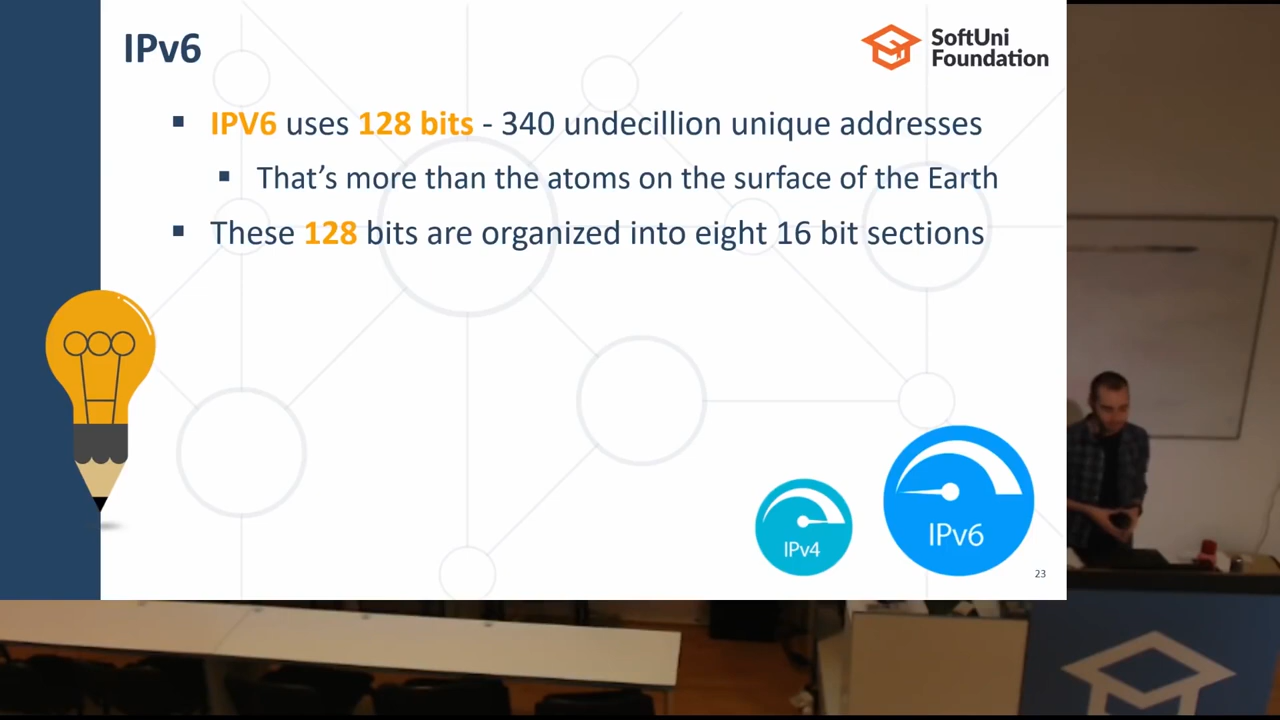 IPv6
SoftUni
Foundation
IPV6 uses 128 bits - 340 undecillion unique addresses
That's more than the atoms on the surface of the Earth
These 128 bits are organized into eight 16 bit sections
IPv4
IPv6
23